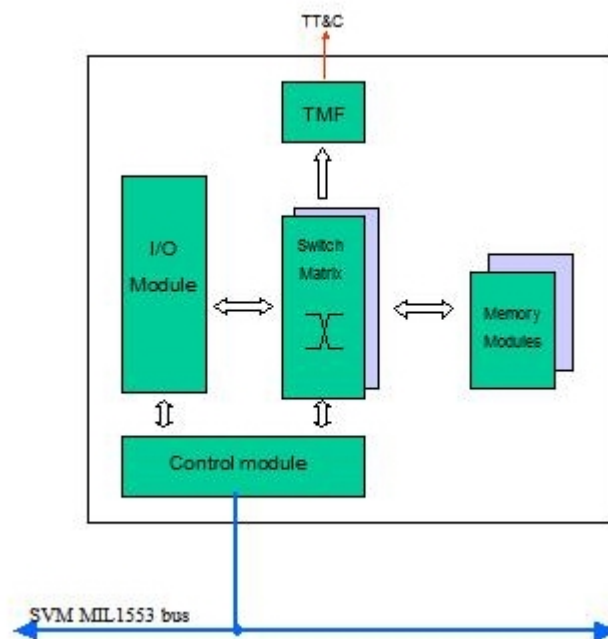 TT&C
TMF
I/O
Module
Switch
Matrix
Memory
Modules
Control module
SVM MIL1553 bus